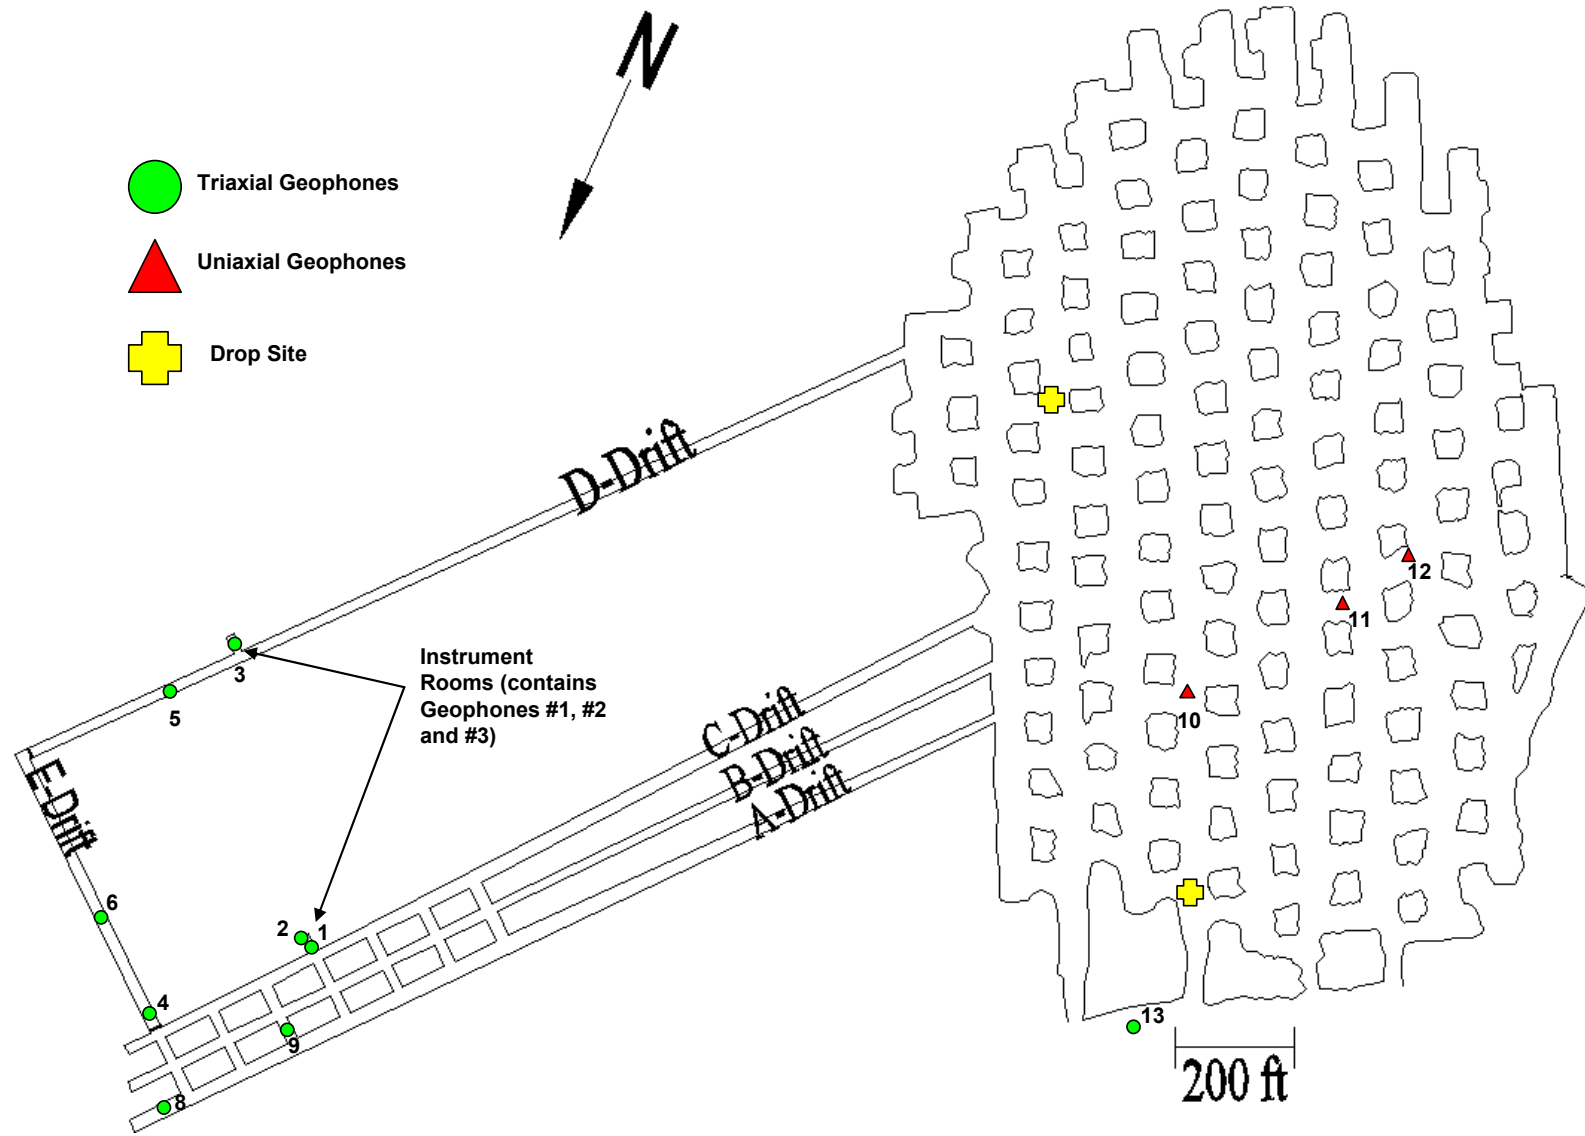 N
Triaxial Geophones
Uniaxial Geophones
Drop Site
D-Drift
12
11
3
Instrument
Rooms (contains
Geophones #1, #2
and #3)
5
10
C-Drift
B-Drift
A-Drift
E-Drift
6
2
1
4
13
9
200 ft
8